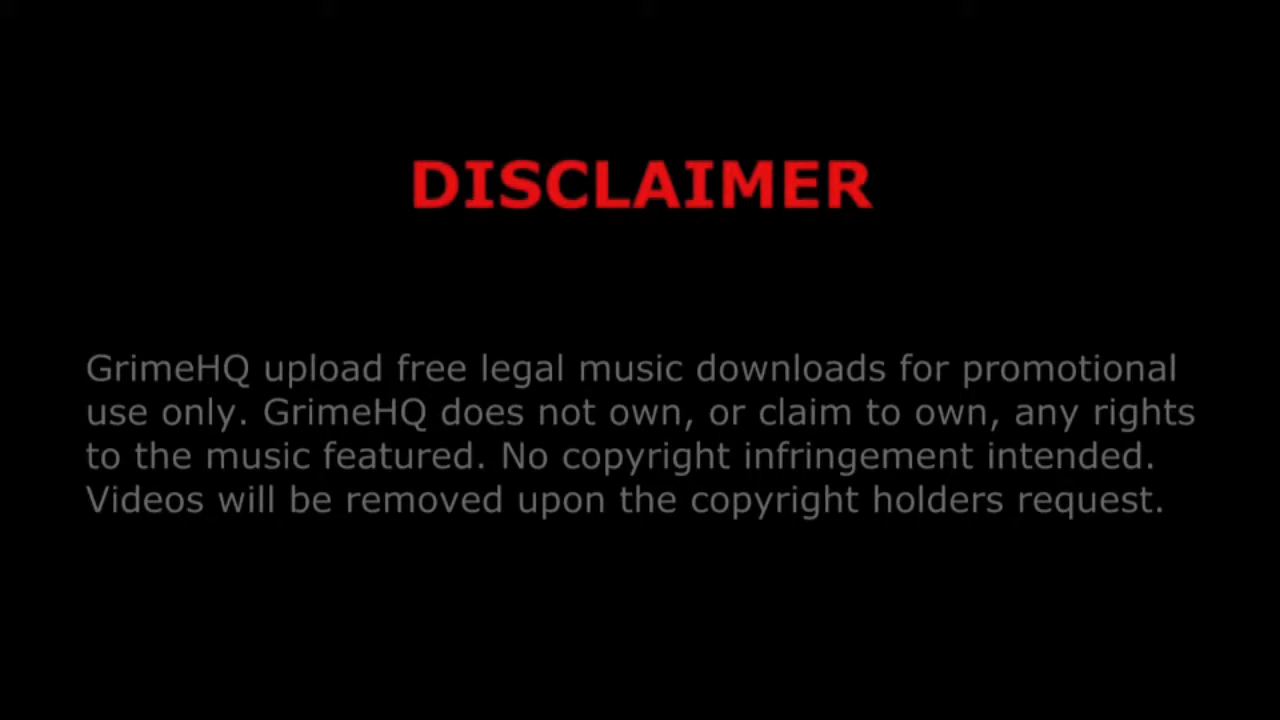 DISCLAIMER
GrimeHQ upload free legal music downloads for promotional
use only. GrimeHQ does not own, or claim to own, any rights
to the music featured. No copyright infringement intended.
Videos will be removed upon the copyright holders request.